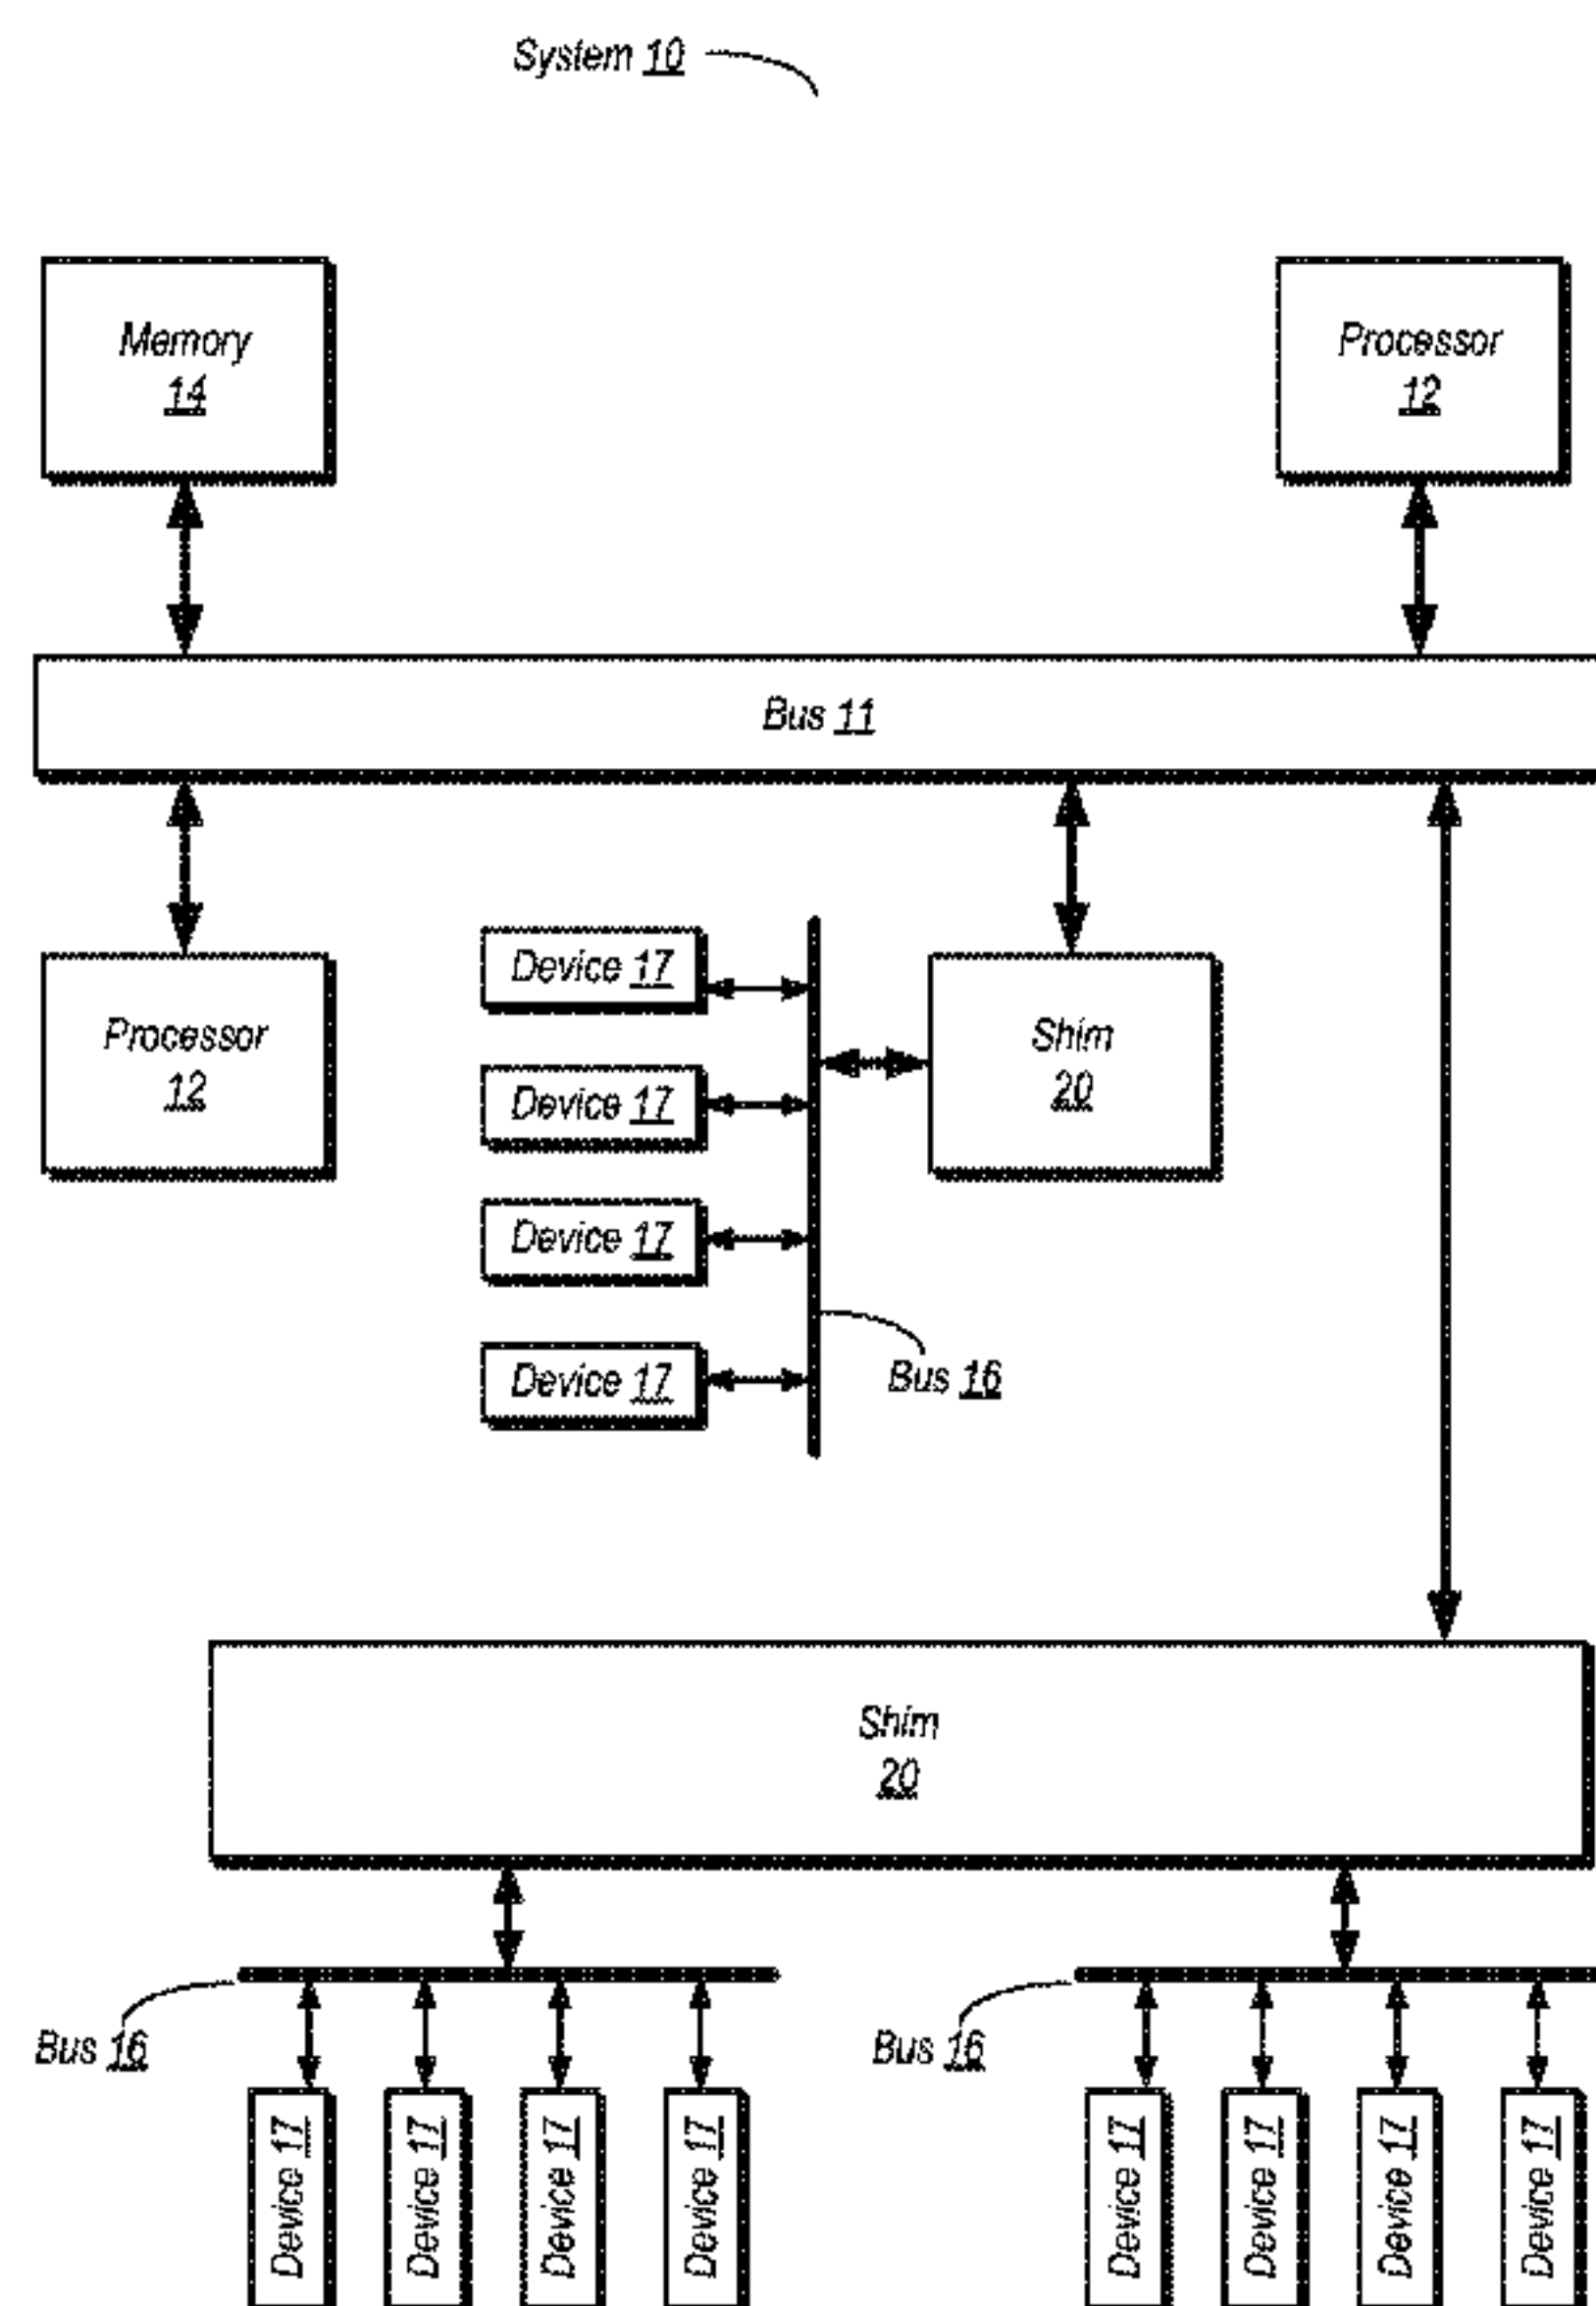 System 10
Memory
14
Processor
12
Bus 11
Processor
12
Device 17
Device 17
Device 17
Device 17
Shim
20
Bus 16
Shim
20
Bus 16
Bus 16
Device 17
Device 17
Device 17
Device 17
Device 17
Device 17
Device 17
Device 17